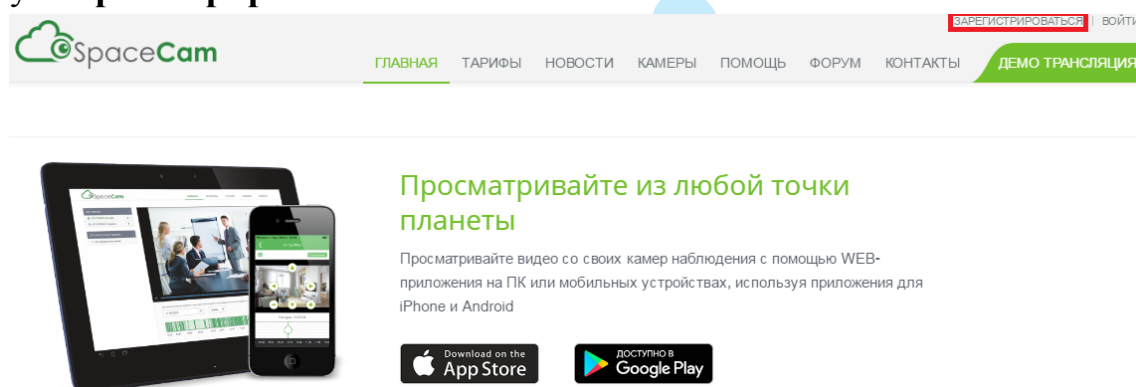 ЗАРЕГИСТРИРОВАТЬСЯ | ВОЙТИ
SpaceCam
ГЛАВНАЯ ТАРИФЫ НОВОСТИ КАМЕРЫ ПОМОЩЬ ФОРУМ КОНТАКТЫ ДЕМО ТРАНСЛЯЦИЯ
SpaceCam
Просматривайте из любой точки
планеты
Просматривайте видео со своих камер наблюдения с помощью WEB-
приложения на ПК или мобильных устройствах, используя приложения для
iPhone и Android
Download on the
App Store
ДОСТУПНО В
Google Play